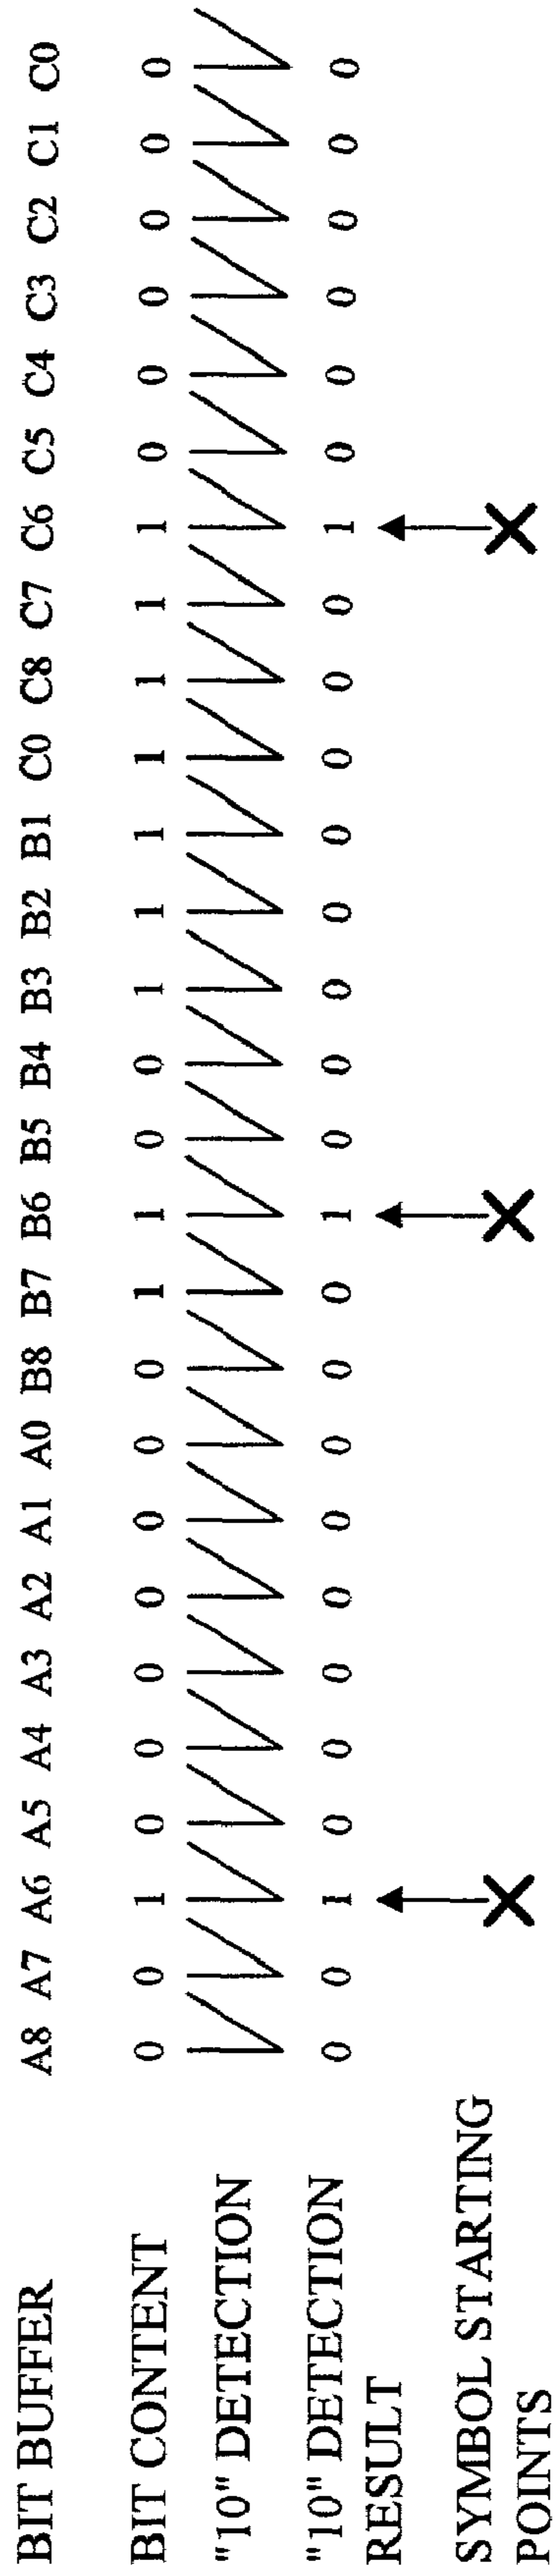 BIT BUFFER A8 A7 A6 A5 A4 A3 A2 A1 A0 B8 B7 B6 B5 B4 B3 B2 B1 C0 C8 C7 C6 C5 C4 C3 C2 C1 C0
BIT CONTENT 0 0 1 0 0 0 0 0 0 0 1 1 0 0 1 1 1 1 1 1 1 0 0 0 0 0 0
"10" DETECTION
"10" DETECTION 0 0 1 0 0 0 0 0 0 0 0 1 0 0 0 0 0 0 0 0 1 0 0 0 0 0 0
RESULT
SYMBOL STARTING
POINTS